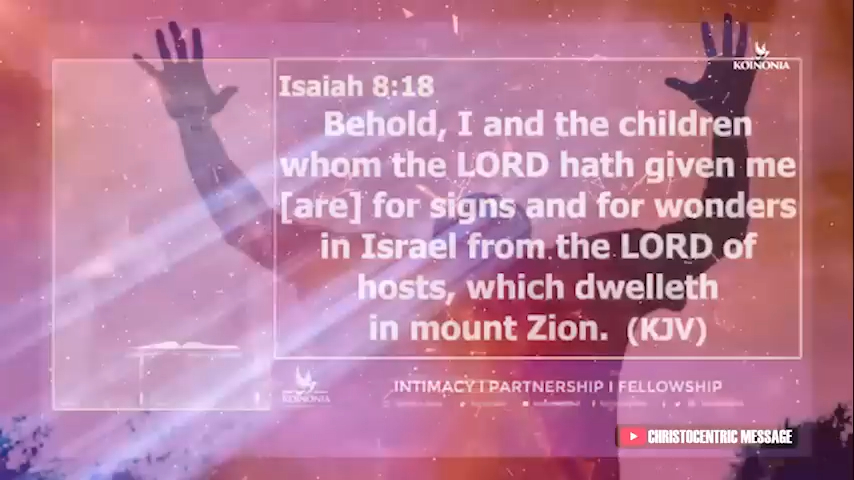 KOINONIA
Isaiah 8:18
Behold, I and the children
whom the LORD hath given me
[are] for signs and for wonders
in Israel from the LORD of
hosts, which dwelleth
in mount Zion. (KJV)
KOINONIA
INTIMACY | PARTNERSHIP | FELLOWSHIP
CHRISTOCENTRIC MESSAGE